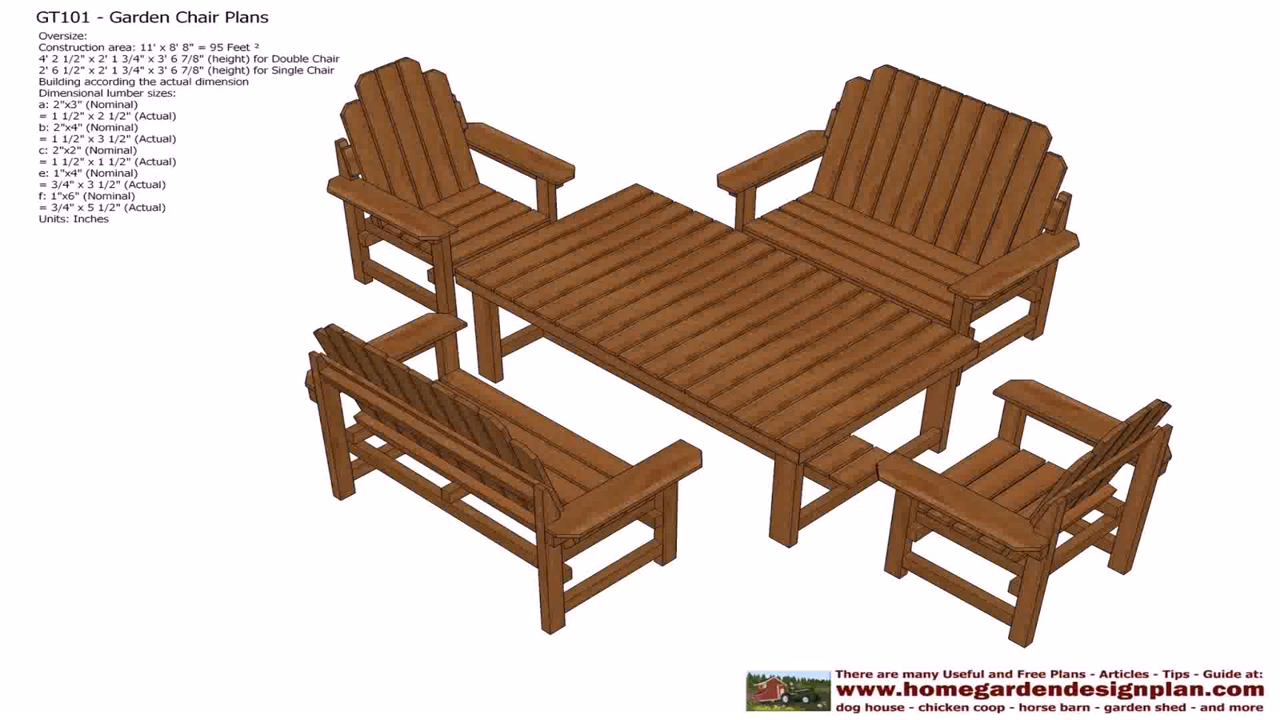 GT101 - Garden Chair Plans
Oversize:
Construction area: 11' x 8' 8" = 95 Feet ²
4' 2 1/2" x 2' 1 3/4" x 3' 6 7/8" (height) for Double Chair
2' 6 1/2" x 2' 1 3/4" x 3' 6 7/8" (height) for Single Chair
Building according the actual dimension
Dimensional lumber sizes:
a: 2"x3" (Nominal)
= 1 1/2" x 2 1/2" (Actual)
b: 2"x4" (Nominal)
= 1 1/2" x 3 1/2" (Actual)
c: 2"x2" (Nominal)
= 1 1/2" x 1 1/2" (Actual)
e: 1"x4" (Nominal)
= 3/4" x 3 1/2" (Actual)
f: 1"x6" (Nominal)
= 3/4" x 5 1/2" (Actual)
Units: Inches
There are many Useful and Free Plans - Articles - Tips - Guide at:
www.homegardendesignplan.com
dog house - chicken coop - horse barn - garden shed - and more